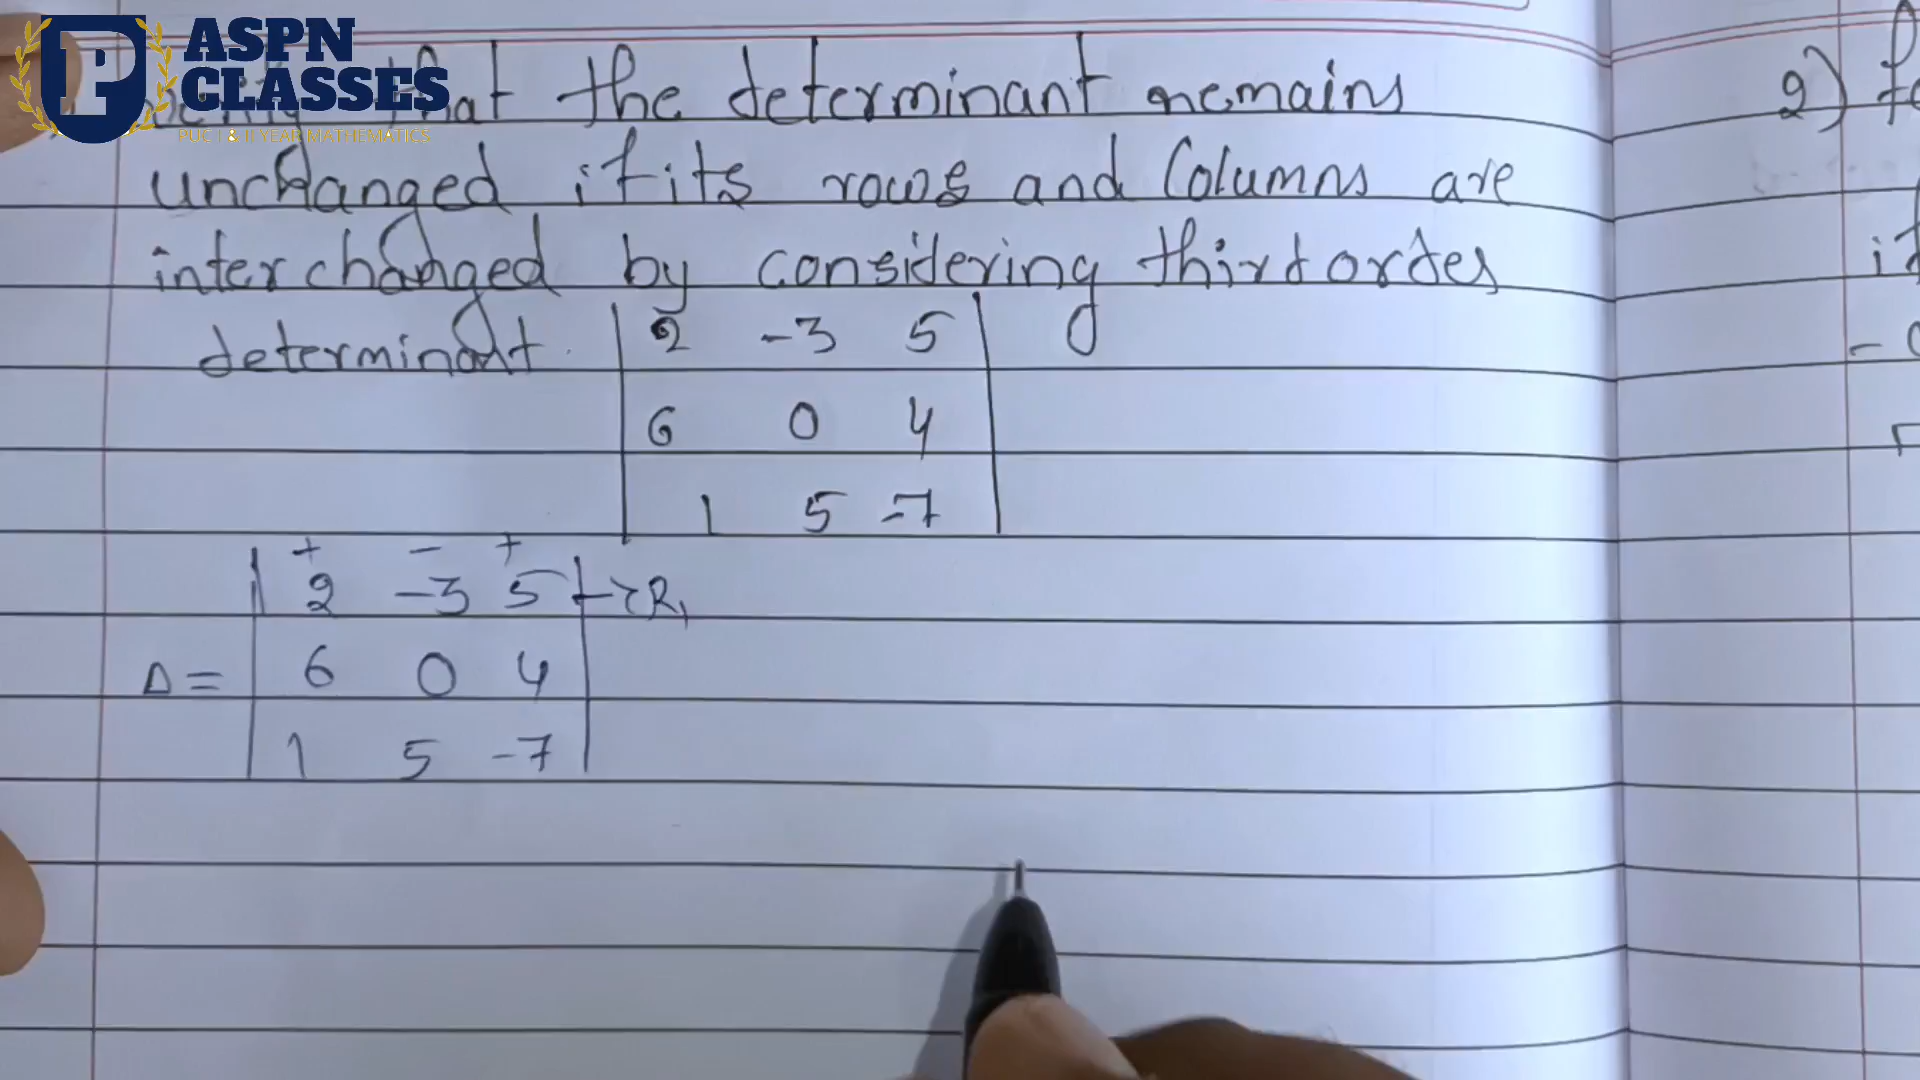 ASPN
CLASSES
PUC I & II YEAR MATHEMATICS
that the determinant remains
unchanged if its rows and Columns are
interchanged by considering third order
determinant. | 2 -3 5 |
6 0 4
1 5 -7
+ - +
| 2 -3 5 | → R1
Δ = | 6 0 4 |
| 1 5 -7 |
2)